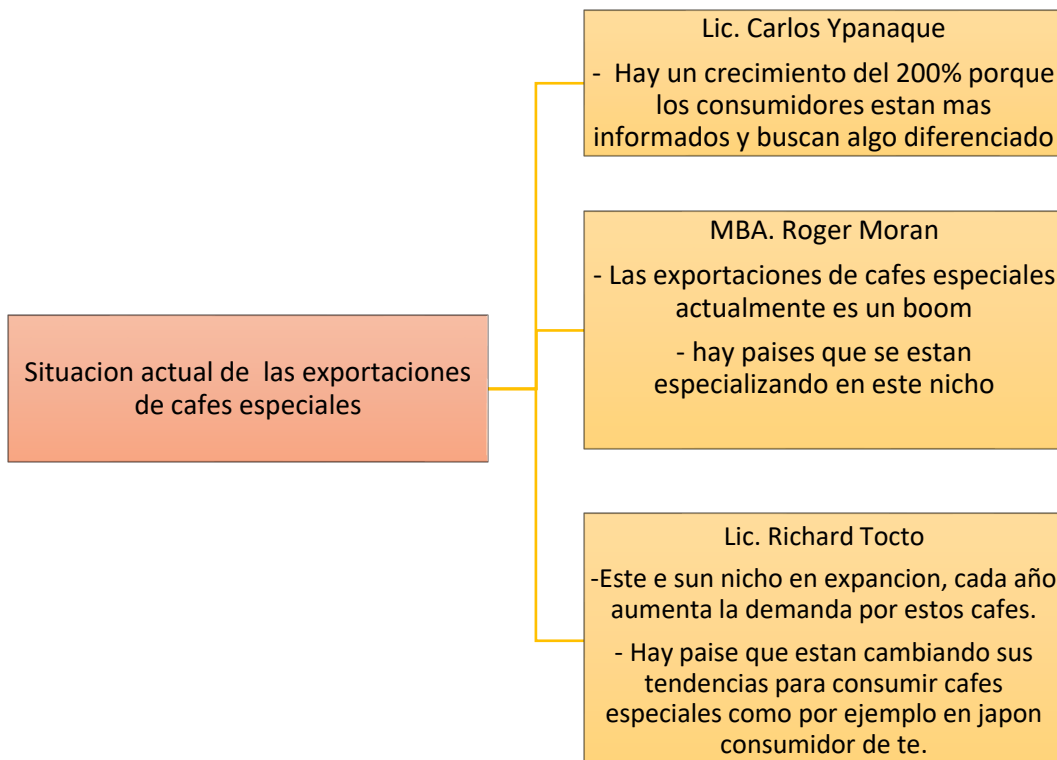 Situacion actual de las exportaciones
de cafes especiales
Lic. Carlos Ypanaque
- Hay un crecimiento del 200% porque
los consumidores estan mas
informados y buscan algo diferenciado
MBA. Roger Moran
- Las exportaciones de cafes especiales
actualmente es un boom
- hay paises que se estan
especializando en este nicho
Lic. Richard Tocto
-Este e sun nicho en expancion, cada año
aumenta la demanda por estos cafes.
- Hay paise que estan cambiando sus
tendencias para consumir cafes
especiales como por ejemplo en japon
consumidor de te.